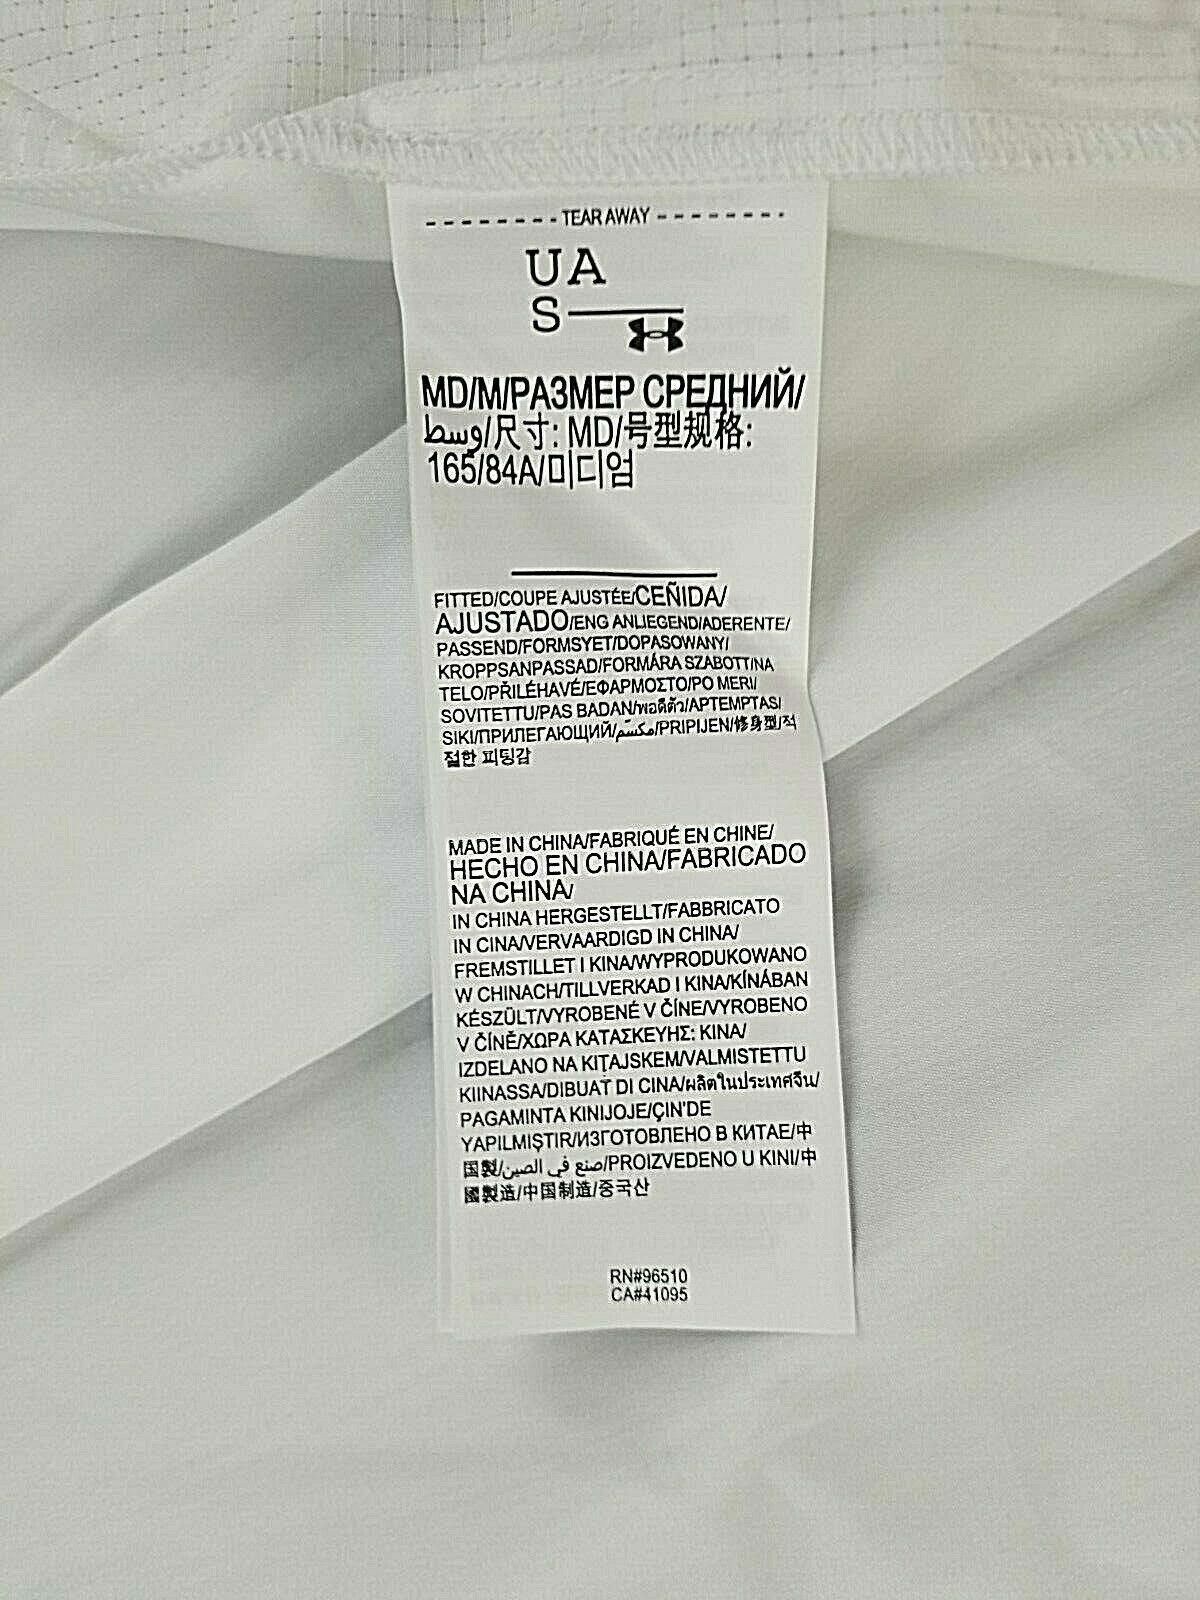 - - - - - - - - TEAR AWAY - - - - - - - -
UA
S
MD/M/РАЗМЕР СРЕДНИЙ/
وسط/尺寸: MD/号型规格:
165/84A/미디엄
FITTED/COUPE AJUSTÉE/CEÑIDA/
AJUSTADO/ENG ANLIEGEND/ADERENTE/
PASSEND/FORMSYET/DOPASOWANY/
KROPPSANPASSAD/FORMÁRA SZABOTT/NA
TELO/PŘILÉHAVÉ/ΕΦΑΡΜΟΣΤΟ/PO MERI/
SOVITETTU/PAS BADAN/พอดีตัว/APTEMPTAS/
SIKI/ПРИЛЕГАЮЩИЙ/مكسّم/PRIPIJEN/修身型/적
절한 피팅감
MADE IN CHINA/FABRIQUÉ EN CHINE/
HECHO EN CHINA/FABRICADO
NA CHINA/
IN CHINA HERGESTELLT/FABBRICATO
IN CINA/VERVAARDIGD IN CHINA/
FREMSTILLET I KINA/WYPRODUKOWANO
W CHINACH/TILLVERKAD I KINA/KÍNÁBAN
KÉSZÜLT/VYROBENÉ V ČÍNE/VYROBENO
V ČÍNĚ/ΧΩΡΑ ΚΑΤΑΣΚΕΥΗΣ: ΚΙΝΑ/
IZDELANO NA KITAJSKEM/VALMISTETTU
KIINASSA/DIBUAT DI CINA/ผลิตในประเทศจีน/
PAGAMINTA KINIJOJE/ÇIN'DE
YAPILMIŞTIR/ИЗГОТОВЛЕНО В КИТАЕ/中
国製/صنع في الصين/PROIZVEDENO U KINI/中
國製造/中国制造/중국산
RN#96510
CA#41095